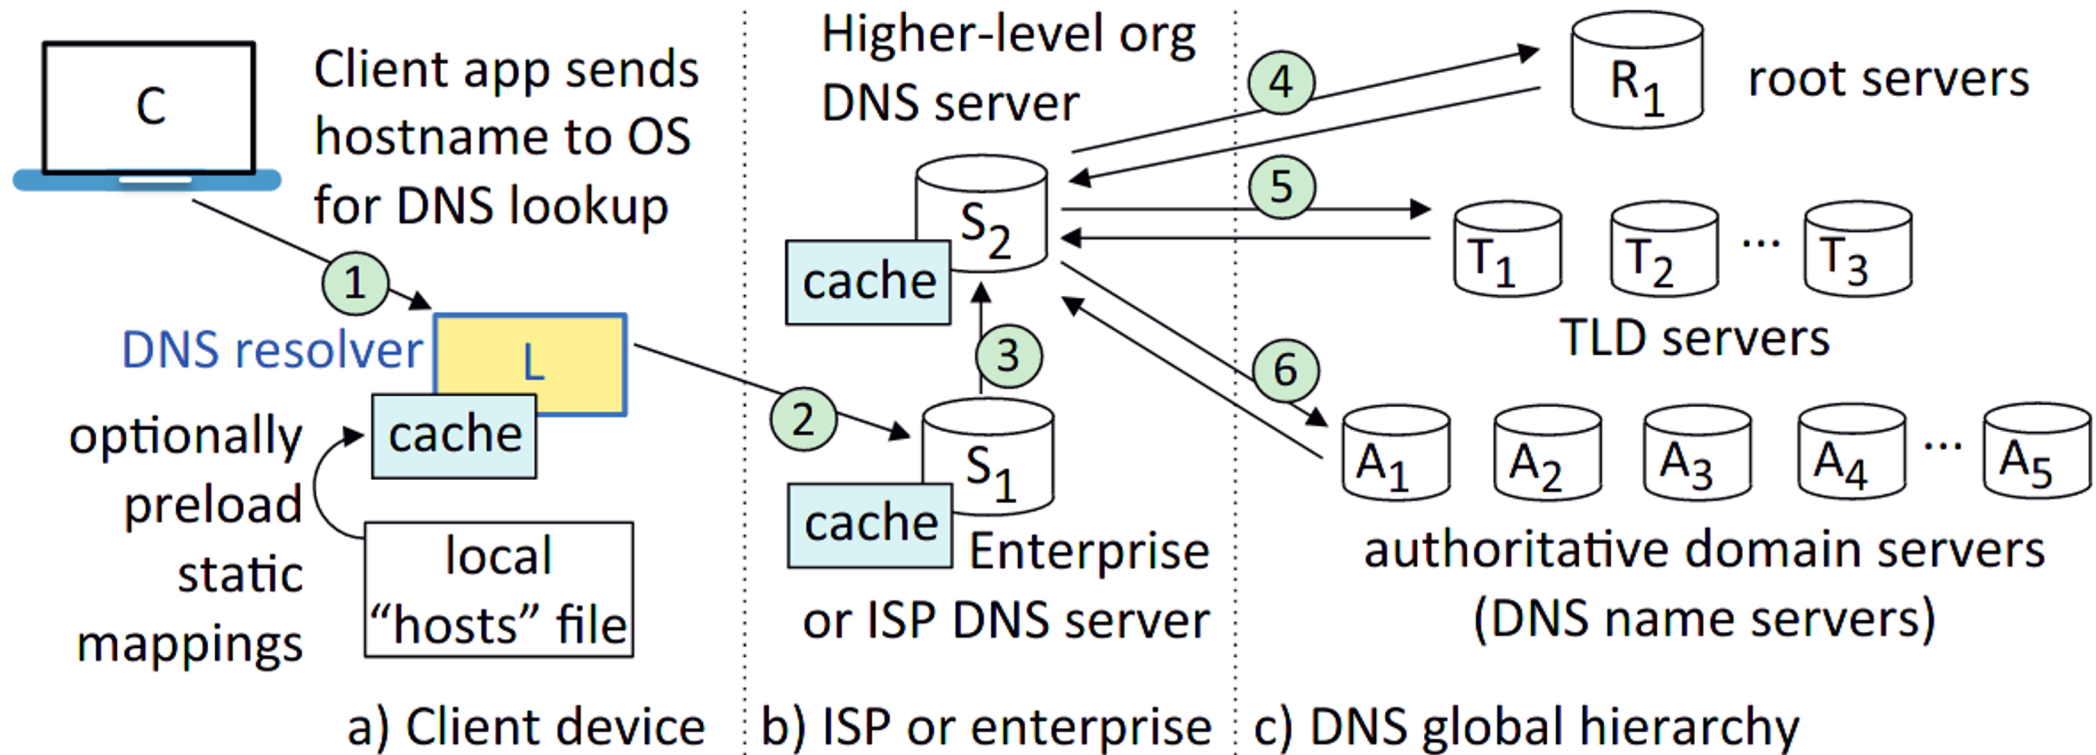 C
Client app sends
hostname to OS
for DNS lookup
1
DNS resolver
L
cache
optionally
preload
static
mappings
local
“hosts” file
a) Client device
Higher-level org
DNS server
S2
cache
3
2
S1
cache
Enterprise
or ISP DNS server
b) ISP or enterprise
4
R1
root servers
5
T1
T2
...
T3
TLD servers
6
A1
A2
A3
A4
...
A5
authoritative domain servers
(DNS name servers)
c) DNS global hierarchy